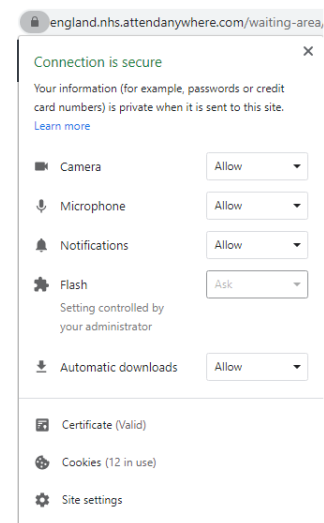 england.nhs.attendanywhere.com/waiting-area/
Connection is secure
Your information (for example, passwords or credit
card numbers) is private when it is sent to this site.
Learn more
Camera Allow
Microphone Allow
Notifications Allow
Flash Ask
Setting controlled by
your administrator
Automatic downloads Allow
Certificate (Valid)
Cookies (12 in use)
Site settings